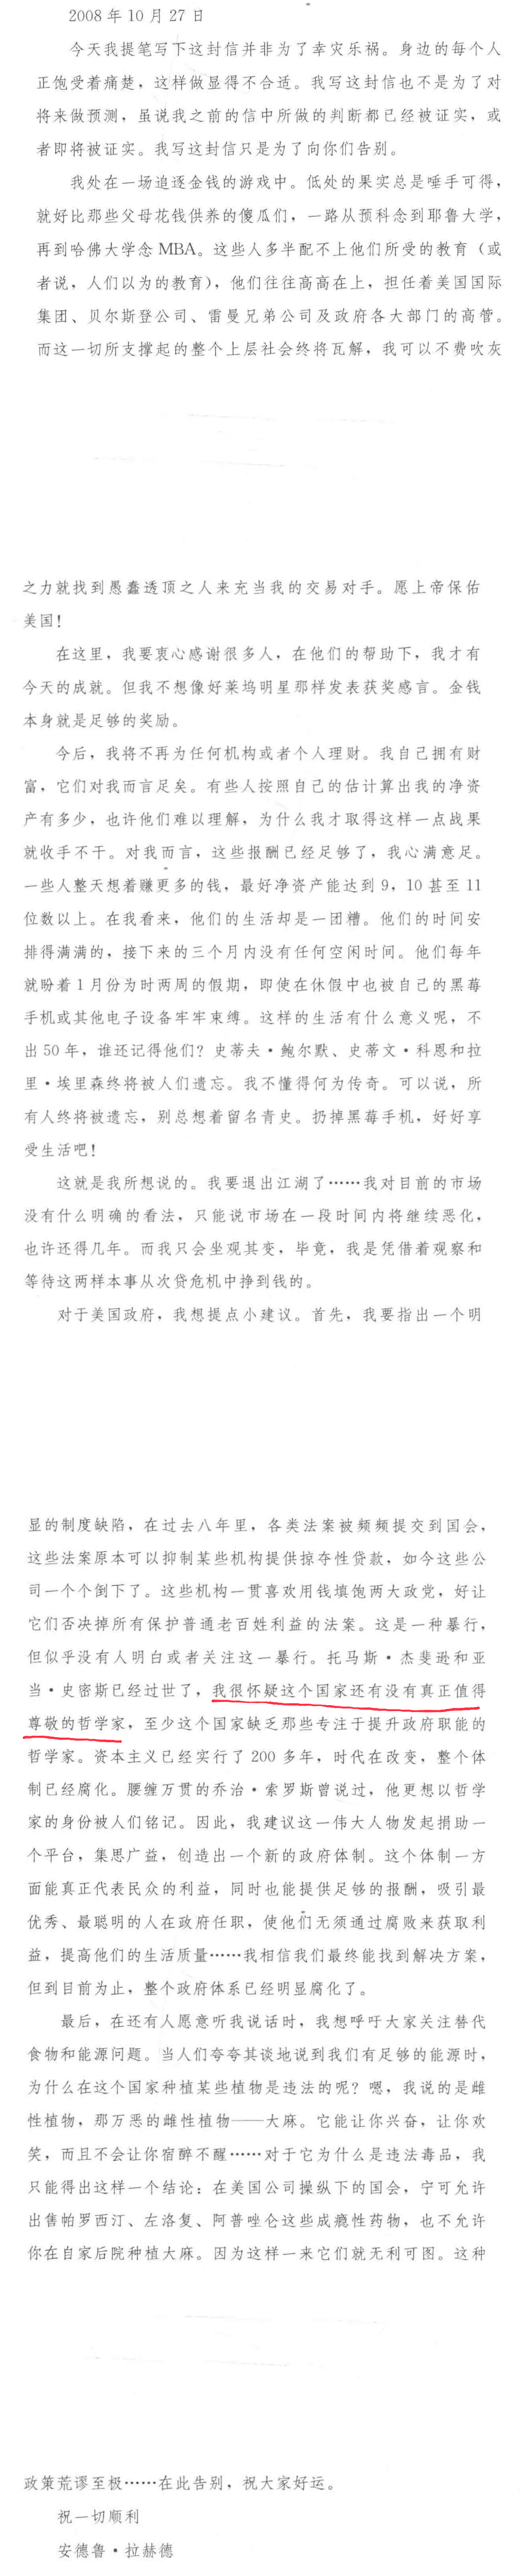 2008 年 10 月 27 日
今天我提笔写下这封信并非为了幸灾乐祸。身边的每个人
正饱受着痛楚，这样做显得不合适。我写这封信也不是为了对
将来做预测，虽说我之前的信中所做的判断都已经被证实，或
者即将被证实。我写这封信只是为了向你们告别。
我处在一场追逐金钱的游戏中。低处的果实总是唾手可得，
就好比那些父母花钱供养的傻瓜们，一路从预科念到耶鲁大学，
再到哈佛大学念 MBA。这些人多半配不上他们所受的教育（或
者说，人们以为的教育），他们往往高高在上，担任着美国国际
集团、贝尔斯登公司、雷曼兄弟公司及政府各大部门的高管。
而这一切所支撑起的整个上层社会终将瓦解，我可以不费吹灰
之力就找到愚蠢透顶之人来充当我的交易对手。愿上帝保佑
美国！
在这里，我要衷心感谢很多人，在他们的帮助下，我才有
今天的成就。但我不想像好莱坞明星那样发表获奖感言。金钱
本身就是足够的奖励。
今后，我将不再为任何机构或者个人理财。我自己拥有财
富，它们对我而言足矣。有些人按照自己的估计算出我的净资
产有多少，也许他们难以理解，为什么我才取得这样一点战果
就收手不干。对我而言，这些报酬已经足够了，我心满意足。
一些人整天想着赚更多的钱，最好净资产能达到 9，10 甚至 11
位数以上。在我看来，他们的生活却是一团糟。他们的时间安
排得满满的，接下来的三个月内没有任何空闲时间。他们每年
就盼着 1 月份为时两周的假期，即使在休假中也被自己的黑莓
手机或其他电子设备牢牢束缚。这样的生活有什么意义呢，不
出 50 年，谁还记得他们？史蒂夫·鲍尔默、史蒂文·科恩和拉
里·埃里森终将被人们遗忘。我不懂得何为传奇。可以说，所
有人终将被遗忘，别总想着留名青史。扔掉黑莓手机，好好享
受生活吧！
这就是我所想说的。我要退出江湖了……我对目前的市场
没有什么明确的看法，只能说市场在一段时间内将继续恶化，
也许还得几年。而我只会坐观其变，毕竟，我是凭借着观察和
等待这两样本事从次贷危机中挣到钱的。
对于美国政府，我想提点小建议。首先，我要指出一个明
显的制度缺陷，在过去八年里，各类法案被频频提交到国会，
这些法案原本可以抑制某些机构提供掠夺性贷款，如今这些公
司一个个倒下了。这些机构一贯喜欢用钱填饱两大政党，好让
它们否决掉所有保护普通老百姓利益的法案。这是一种暴行，
但似乎没有人明白或者关注这一暴行。托马斯·杰斐逊和亚
当·史密斯已经过世了，我很怀疑这个国家还有没有真正值得
尊敬的哲学家，至少这个国家缺乏那些专注于提升政府职能的
哲学家。资本主义已经实行了 200 多年，时代在改变，整个体
制已经腐化。腰缠万贯的乔治·索罗斯曾说过，他更想以哲学
家的身份被人们铭记。因此，我建议这一伟大人物发起捐助一
个平台，集思广益，创造出一个新的政府体制。这个体制一方
面能真正代表民众的利益，同时也能提供足够的报酬，吸引最
优秀、最聪明的人在政府任职，使他们无须通过腐败来获取利
益，提高他们的生活质量……我相信我们最终能找到解决方案，
但到目前为止，整个政府体系已经明显腐化了。
最后，在还有人愿意听我说话时，我想呼吁大家关注替代
食物和能源问题。当人们夸夸其谈地说到我们有足够的能源时，
为什么在这个国家种植某些植物是违法的呢？嗯，我说的是雌
性植物，那万恶的雌性植物——大麻。它能让你兴奋，让你欢
笑，而且不会让你宿醉不醒……对于它为什么是违法毒品，我
只能得出这样一个结论：在美国公司操纵下的国会，宁可允许
出售帕罗西汀、左洛复、阿普唑仑这些成瘾性药物，也不允许
你在自家后院种植大麻。因为这样一来它们就无利可图。这种
政策荒谬至极……在此告别，祝大家好运。
祝一切顺利
安德鲁·拉赫德